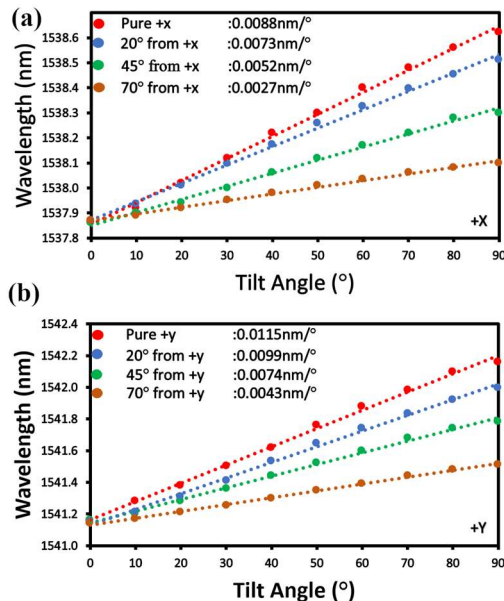 (a)
Pure +x :0.0088nm/°
20° from +x :0.0073nm/°
45° from +x :0.0052nm/°
70° from +x :0.0027nm/°
Wavelength (nm)
1538.6
1538.5
1538.4
1538.3
1538.2
1538.1
1538.0
1537.9
1537.8
+X
0 10 20 30 40 50 60 70 80 90
Tilt Angle (°)
(b)
Pure +y :0.0115nm/°
20° from +y :0.0099nm/°
45° from +y :0.0074nm/°
70° from +y :0.0043nm/°
Wavelength (nm)
1542.4
1542.2
1542.0
1541.8
1541.6
1541.4
1541.2
1541.0
+Y
0 10 20 30 40 50 60 70 80 90
Tilt Angle (°)